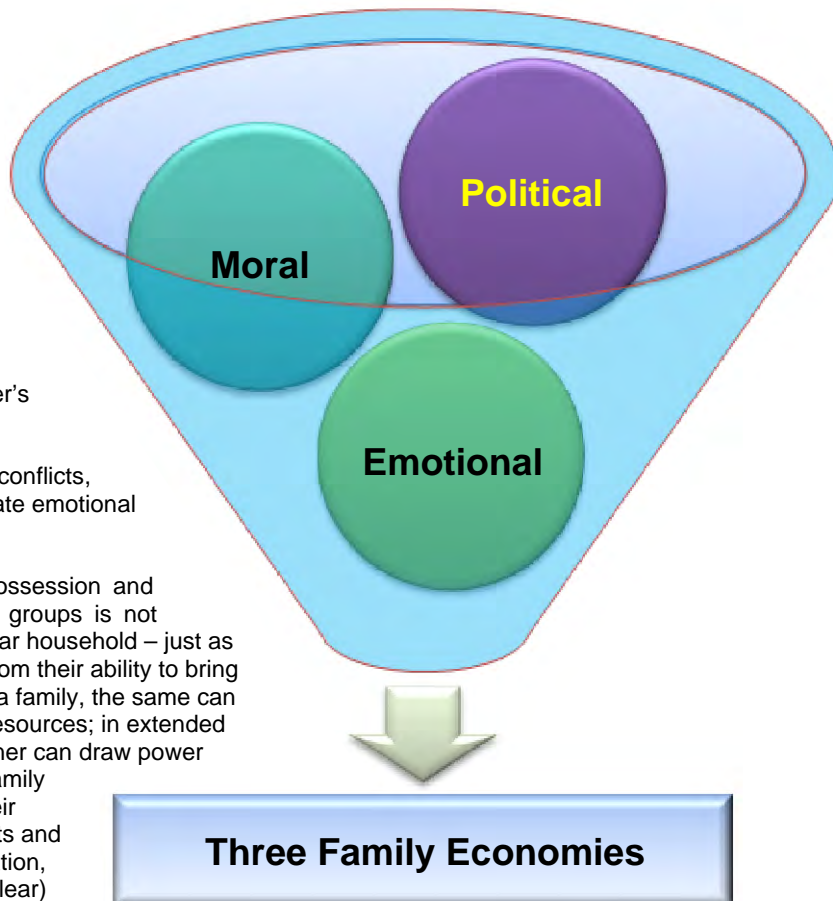 Political
Moral
er's
conflicts,
Emotional
ate emotional
ossession and
groups is not
ar household – just as
om their ability to bring
a family, the same can
esources; in extended
ner can draw power
amily
eir
ts and
Three Family Economies
tion,
lear)